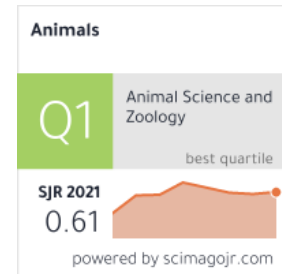 Animals
Q1
Animal Science and
Zoology
best quartile
SJR 2021
0.61
powered by scimagojr.com